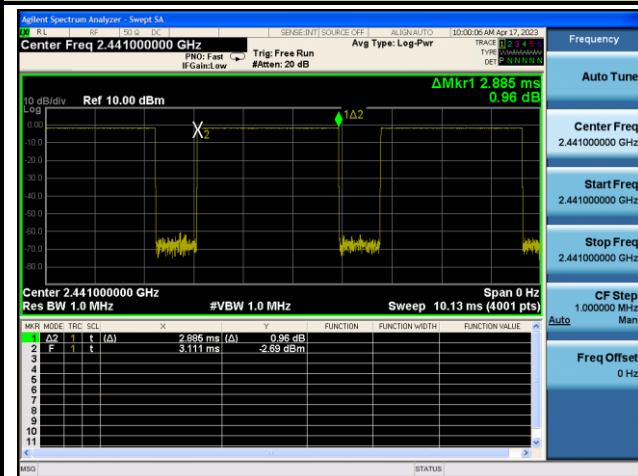 Agilent Spectrum Analyzer - Swept SA
RL RF 50 Ω DC SENSE:INT SOURCE OFF ALIGN AUTO 10:00:06 AM Apr 17, 2023
Center Freq 2.441000000 GHz
PNO: Fast
IFGain:Low
Trig: Free Run
#Atten: 20 dB
Avg Type: Log-Pwr
TRACE 1 2 3 4 5 6
TYPE
DET P N N N N N
ΔMkr1 2.885 ms
0.96 dB
10 dB/div Ref 10.00 dBm
Log
0.00
-10.0
-20.0
-30.0
-40.0
-50.0
-60.0
-70.0
-80.0
X2
1Δ2
Center 2.441000000 GHz Span 0 Hz
Res BW 1.0 MHz #VBW 1.0 MHz Sweep 10.13 ms (4001 pts)
MKR MODE TRC SCL X Y FUNCTION FUNCTION WIDTH FUNCTION VALUE
1 Δ2 1 t (Δ) 2.885 ms (Δ) 0.96 dB
2 F 1 t 3.111 ms -2.69 dBm
3
4
5
6
7
8
9
10
11
MSG STATUS
Frequency
Auto Tune
Center Freq
2.441000000 GHz
Start Freq
2.441000000 GHz
Stop Freq
2.441000000 GHz
CF Step
1.000000 MHz
Auto Man
Freq Offset
0 Hz